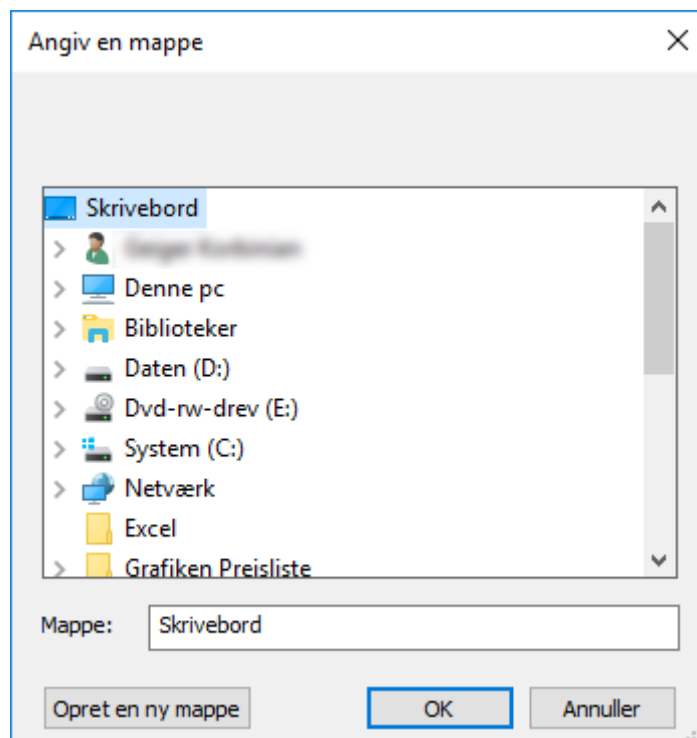 Angiv en mappe
Skrivebord
Denne pc
Biblioteker
Daten (D:)
Dvd-rw-drev (E:)
System (C:)
Netværk
Excel
Grafiken Preisliste
Mappe: Skrivebord
Opret en ny mappe OK Annuller